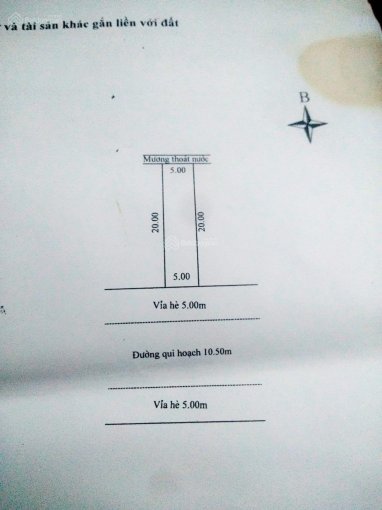 và tài sản khác gắn liền với đất
B
Mương thoát nước
5.00
20.00
20.00
5.00
Vỉa hè 5.00m
Đường qui hoạch 10.50m
Vỉa hè 5.00m